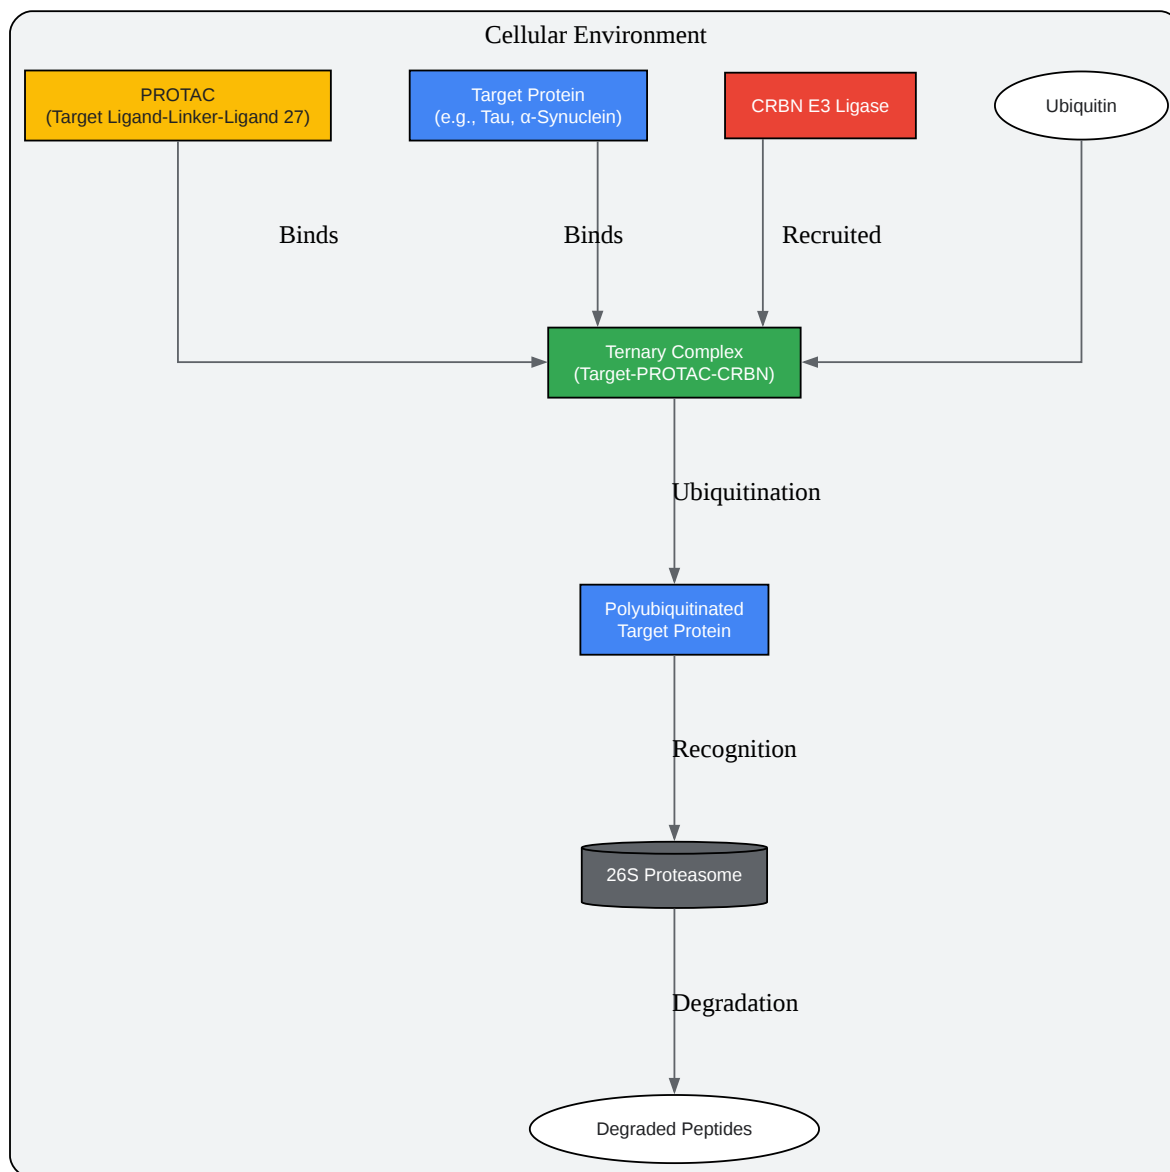 Cellular Environment
PROTAC
(Target Ligand-Linker-Ligand 27)
Target Protein
(e.g., Tau, α-Synuclein)
CRBN E3 Ligase
Ubiquitin
Binds
Binds
Recruited
Ternary Complex
(Target-PROTAC-CRBN)
Ubiquitination
Polyubiquitinated
Target Protein
Recognition
26S Proteasome
Degradation
Degraded Peptides